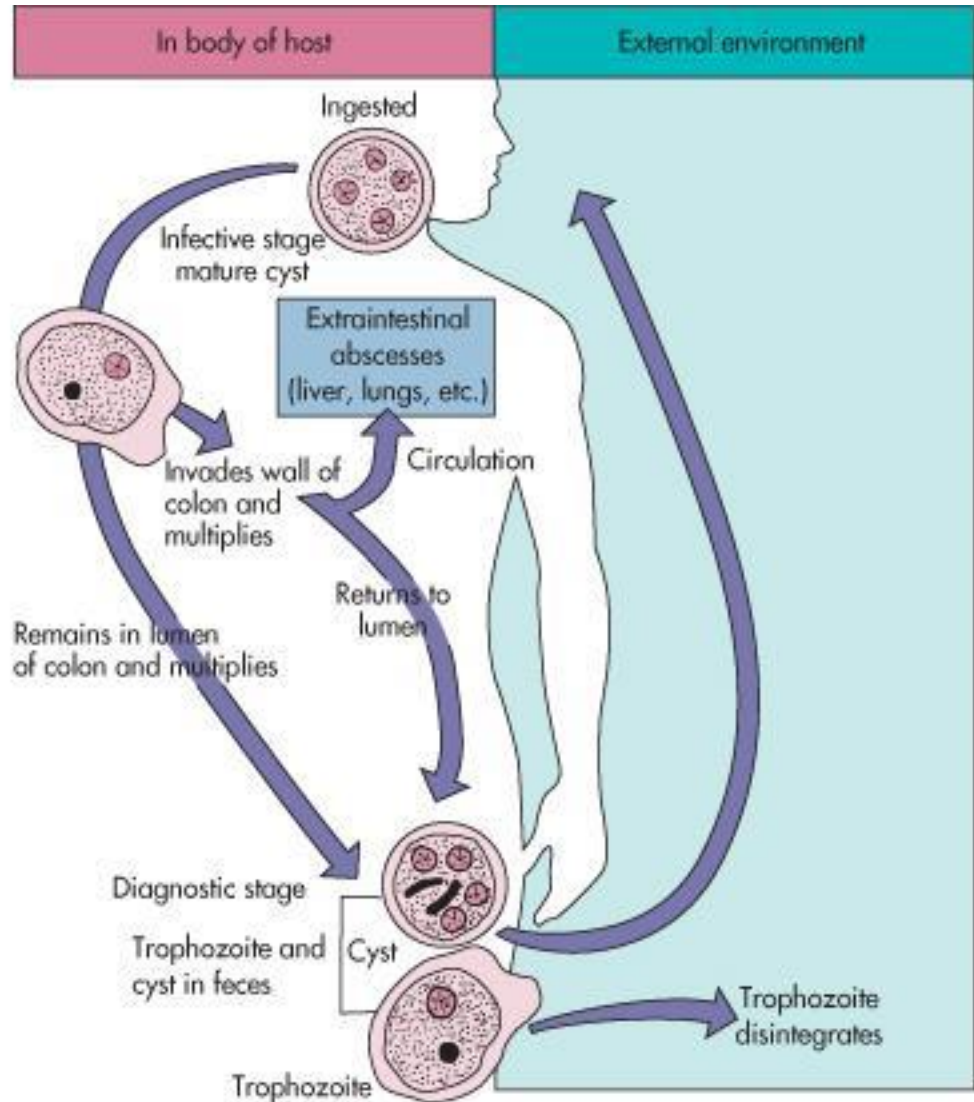 In body of host
External environment
Ingested
Infective stage
mature cyst
Extraintestinal
abscesses
(liver, lungs, etc.)
Invades wall of
colon and
multiplies
Circulation
Returns to
lumen
Remains in lumen
of colon and multiplies
Diagnostic stage
Trophozoite and
cyst in feces
Cyst
Trophozoite
disintegrates
Trophozoite